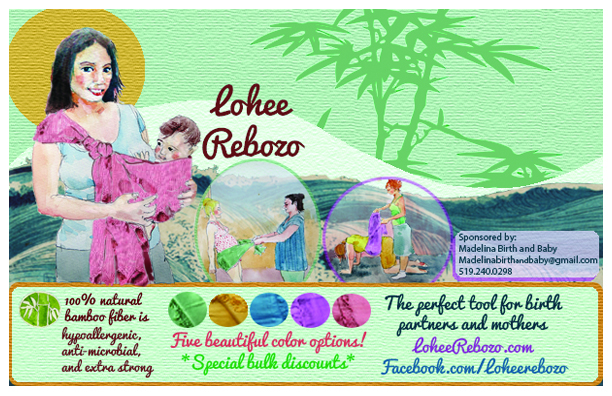 Lohee
Rebozo
Sponsored by:
Madelina Birth and Baby
Madelinabirthandbaby@gmail.com
519.240.0298
100% natural
bamboo fiber is
hypoallergenic,
anti-microbial,
and extra strong
Five beautiful color options!
*Special bulk discounts*
The perfect tool for birth
partners and mothers
LoheeRebozo.com
Facebook.com/Loheerebozo